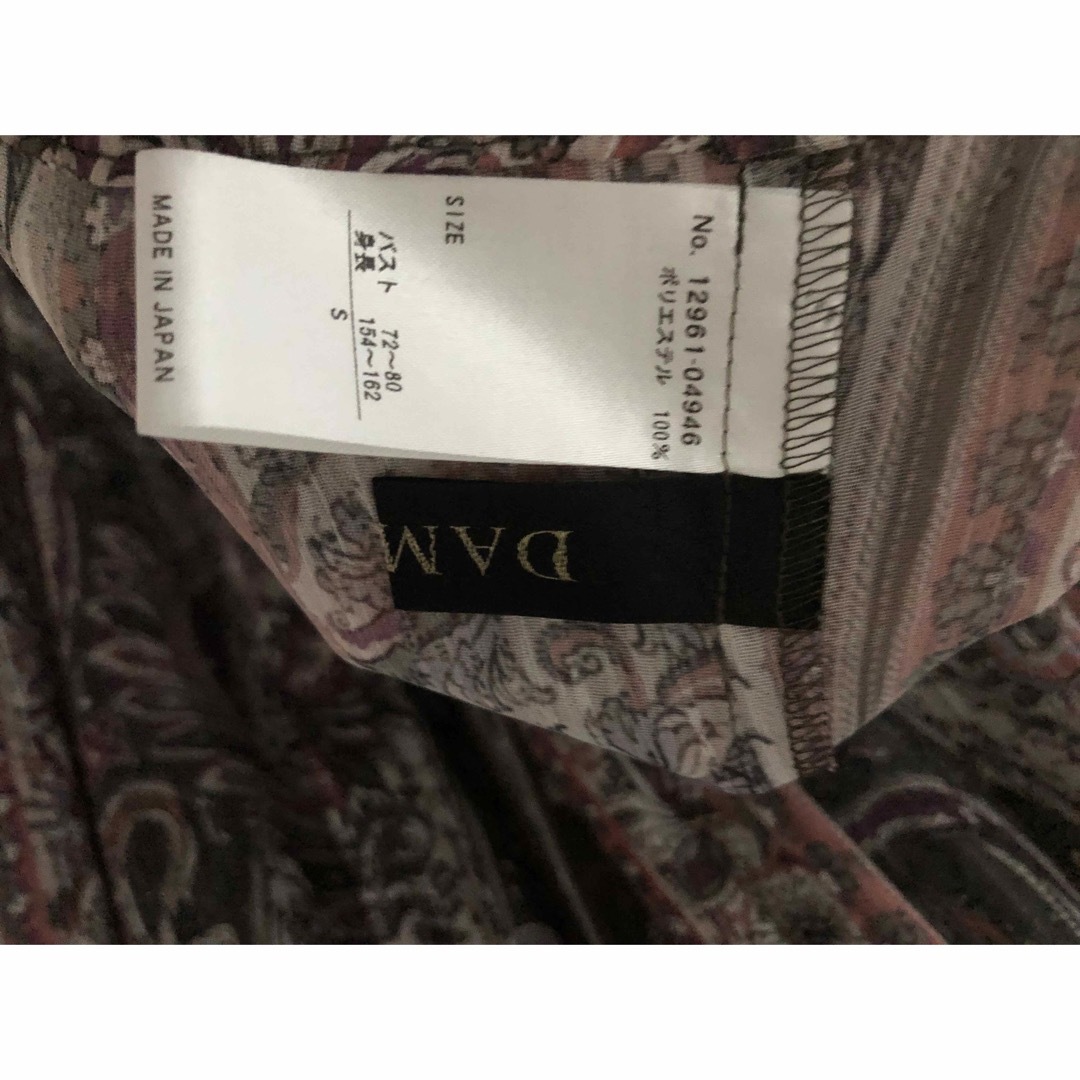 No. 12961-04946
ポリエステル 100%
SIZE
バスト 72〜80
身長 154〜162
S
MADE IN JAPAN
DAM